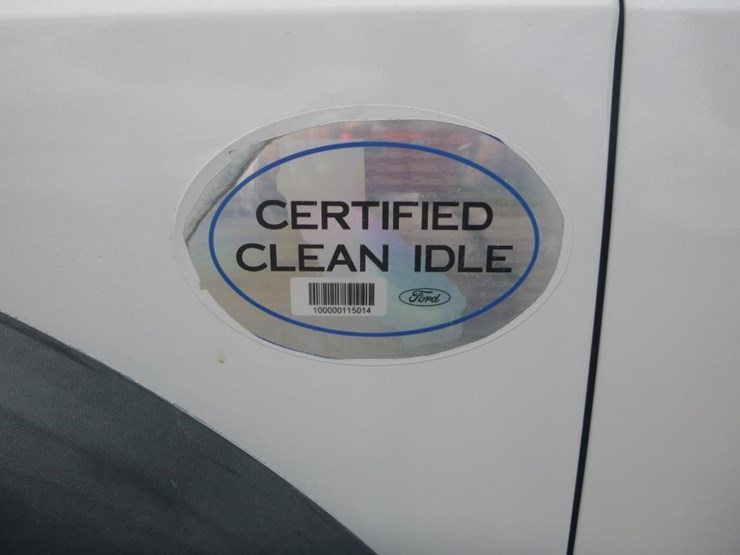 CERTIFIED
CLEAN IDLE
100000115014
Ford